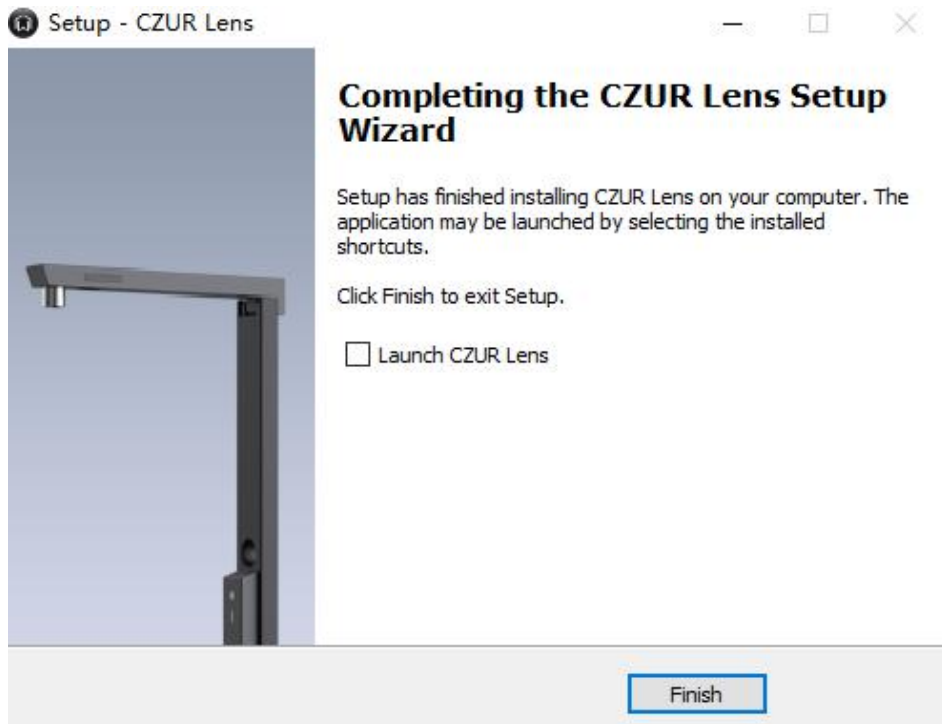 Setup - CZUR Lens
Completing the CZUR Lens Setup
Wizard
Setup has finished installing CZUR Lens on your computer. The
application may be launched by selecting the installed
shortcuts.
Click Finish to exit Setup.
Launch CZUR Lens
Finish